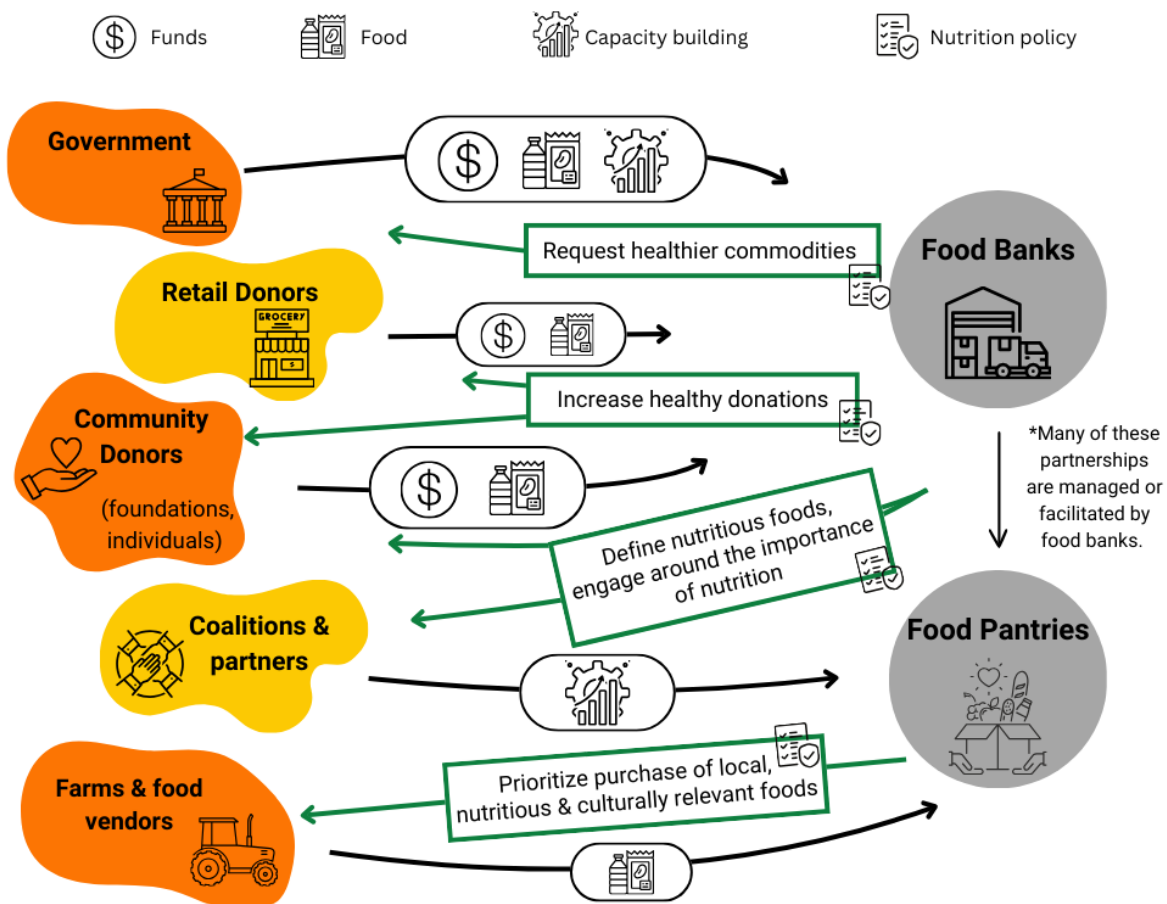 Funds
Food
Capacity building
Nutrition policy
Government
Request healthier commodities
Food Banks
Retail Donors
GROCERY
Increase healthy donations
Community
Donors
(foundations,
individuals)
*Many of these
partnerships
are managed or
facilitated by
food banks.
Define nutritious foods,
engage around the importance
of nutrition
Coalitions &
partners
Food Pantries
Prioritize purchase of local,
nutritious & culturally relevant foods
Farms & food
vendors